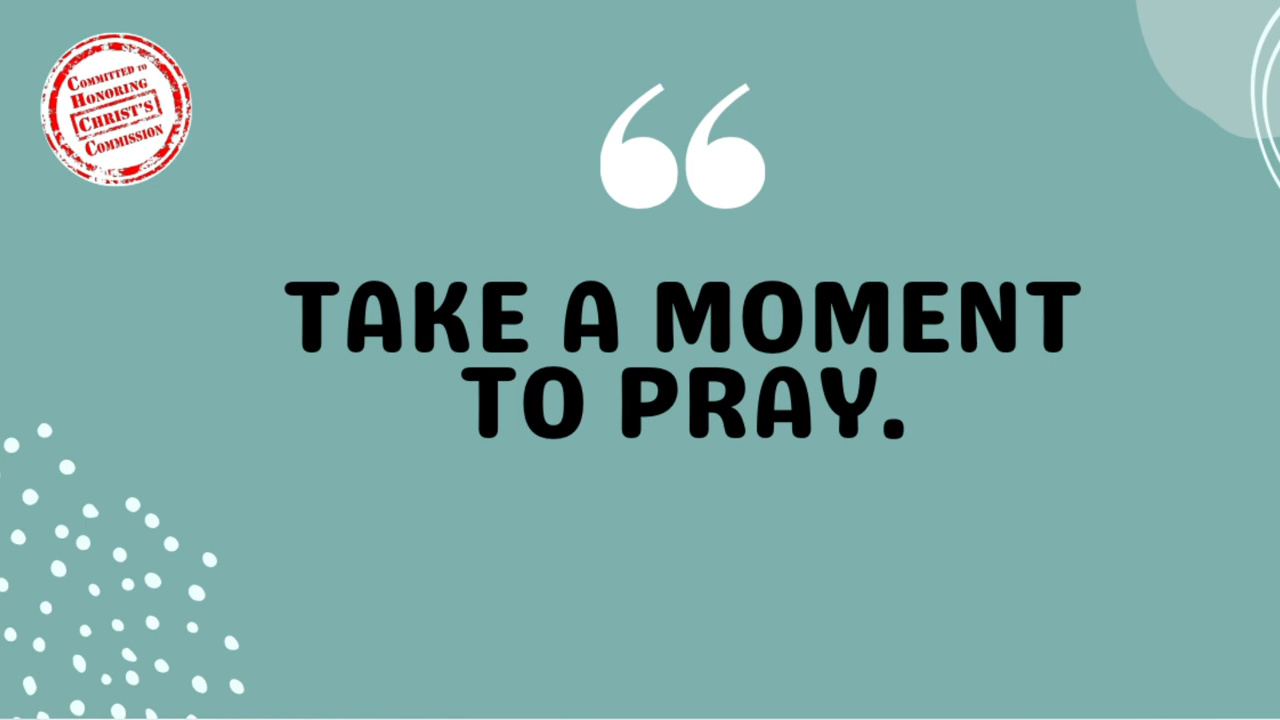 COMMITTED TO
HONORING
CHRIST'S
COMMISSION
“
TAKE A MOMENT
TO PRAY.